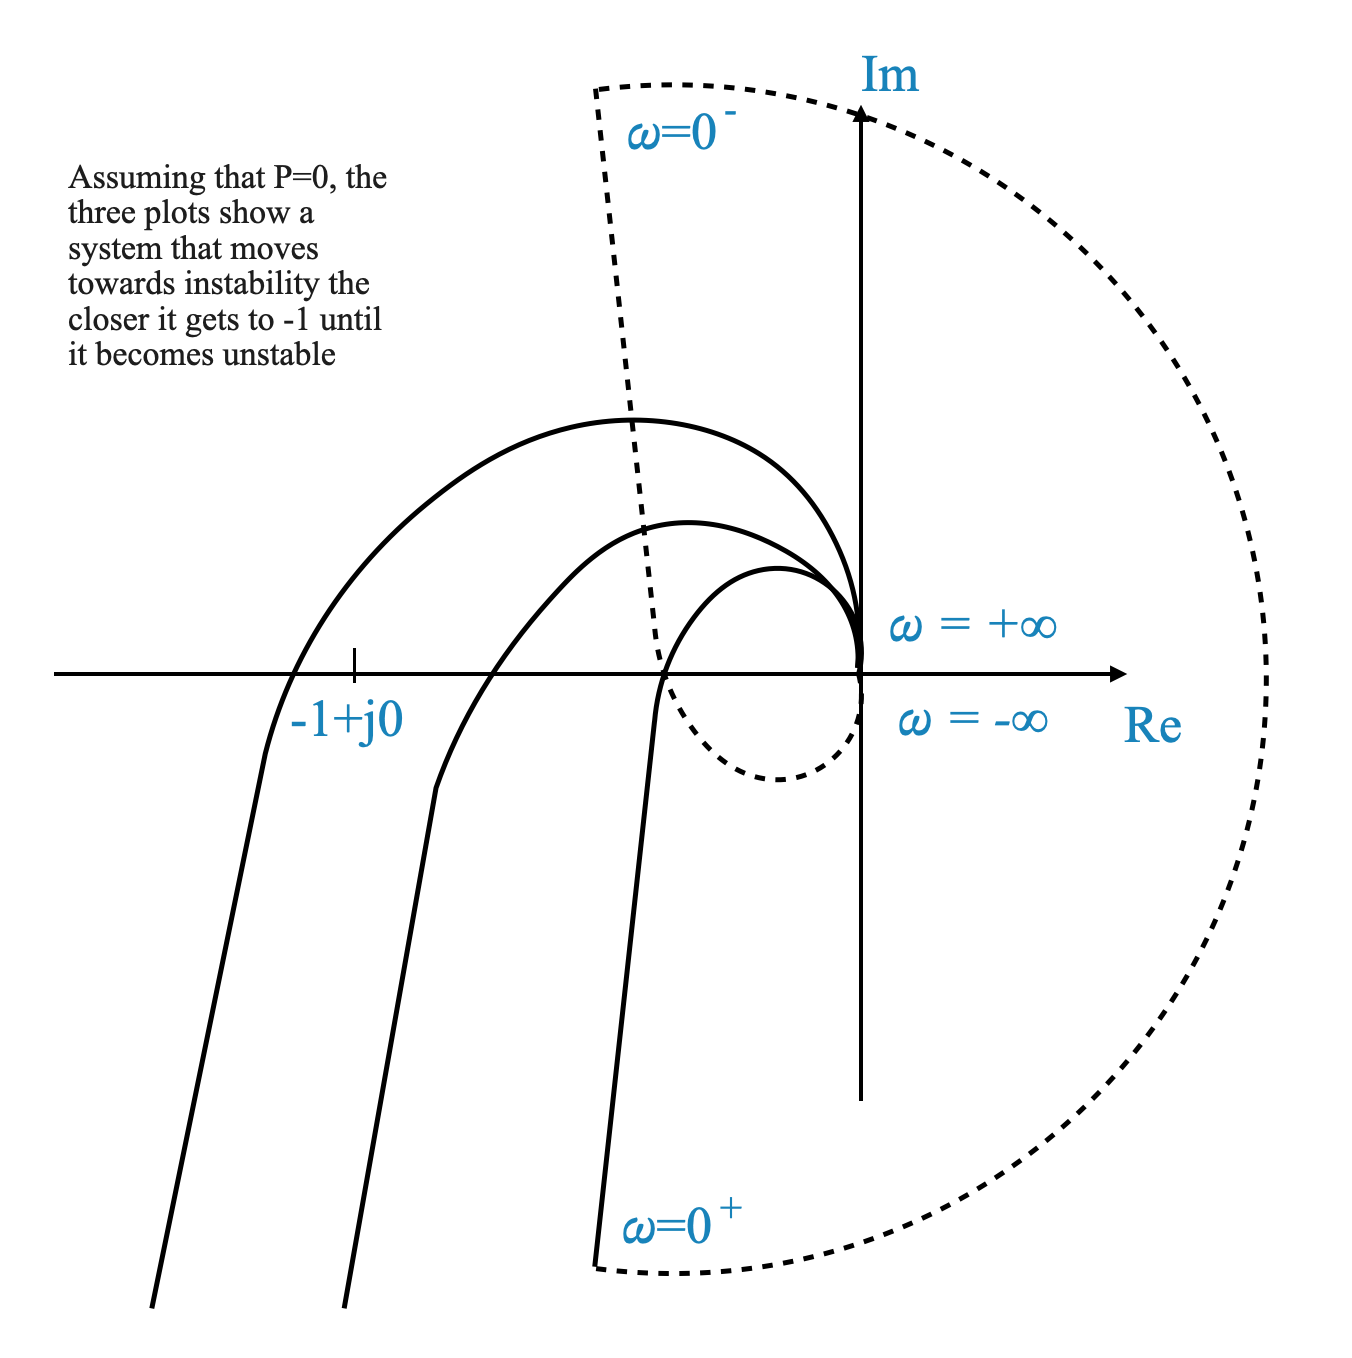 Im
ω=0⁻
Assuming that P=0, the
three plots show a
system that moves
towards instability the
closer it gets to -1 until
it becomes unstable
ω = +∞
-1+j0
ω = -∞
Re
ω=0⁺